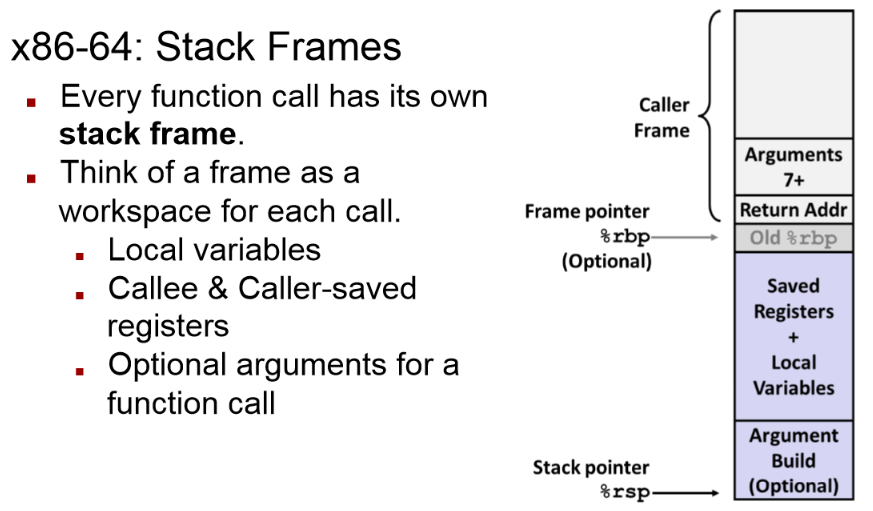 x86-64: Stack Frames
▪ Every function call has its own
stack frame.
▪ Think of a frame as a
workspace for each call.
▪ Local variables
▪ Callee & Caller-saved
registers
▪ Optional arguments for a
function call
Caller
Frame
Frame pointer
%rbp
(Optional)
Stack pointer
%rsp
Arguments
7+
Return Addr
Old %rbp
Saved
Registers
+
Local
Variables
Argument
Build
(Optional)